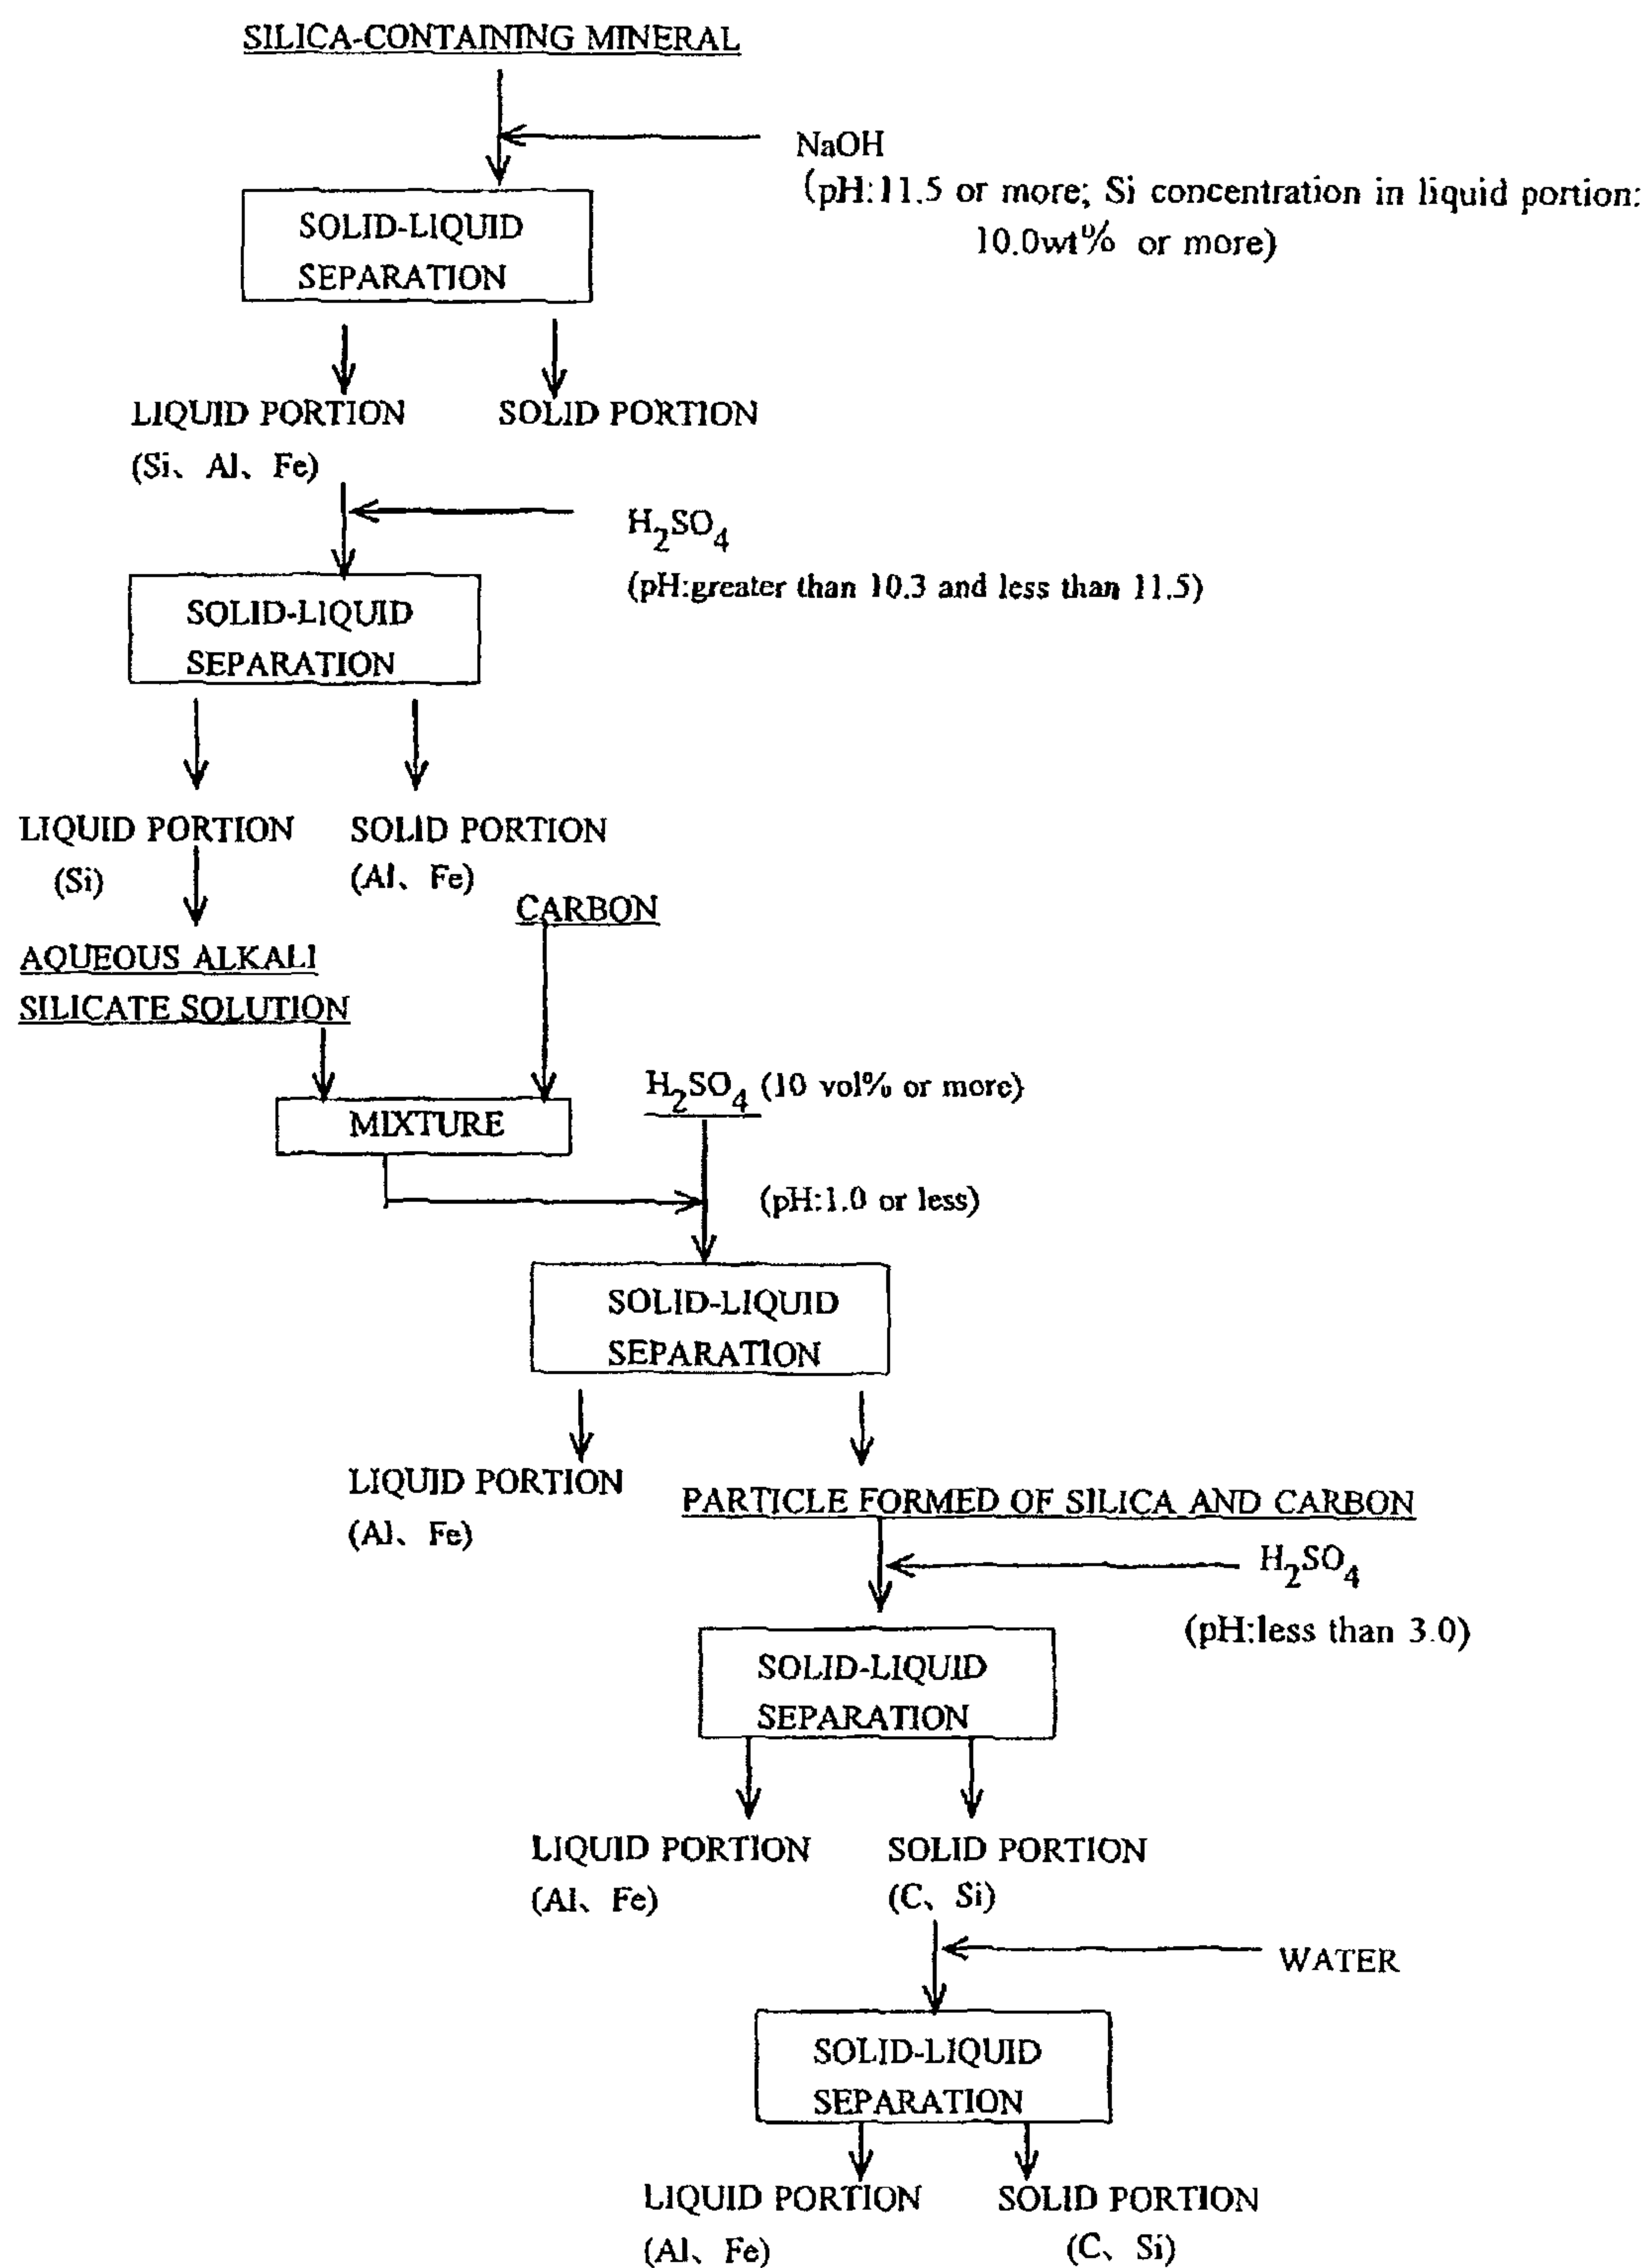 SILICA-CONTAINING MINERAL
NaOH
(pH:11.5 or more; Si concentration in liquid portion:
10.0wt% or more)
SOLID-LIQUID
SEPARATION
LIQUID PORTION
(Si、Al、Fe)
SOLID PORTION
H2SO4
(pH:greater than 10.3 and less than 11.5)
SOLID-LIQUID
SEPARATION
LIQUID PORTION
(Si)
SOLID PORTION
(Al、Fe)
CARBON
AQUEOUS ALKALI
SILICATE SOLUTION
MIXTURE
H2SO4 (10 vol% or more)
(pH:1.0 or less)
SOLID-LIQUID
SEPARATION
LIQUID PORTION
(Al、Fe)
PARTICLE FORMED OF SILICA AND CARBON
H2SO4
(pH:less than 3.0)
SOLID-LIQUID
SEPARATION
LIQUID PORTION
(Al、Fe)
SOLID PORTION
(C、Si)
WATER
SOLID-LIQUID
SEPARATION
LIQUID PORTION
(Al、Fe)
SOLID PORTION
(C、Si)